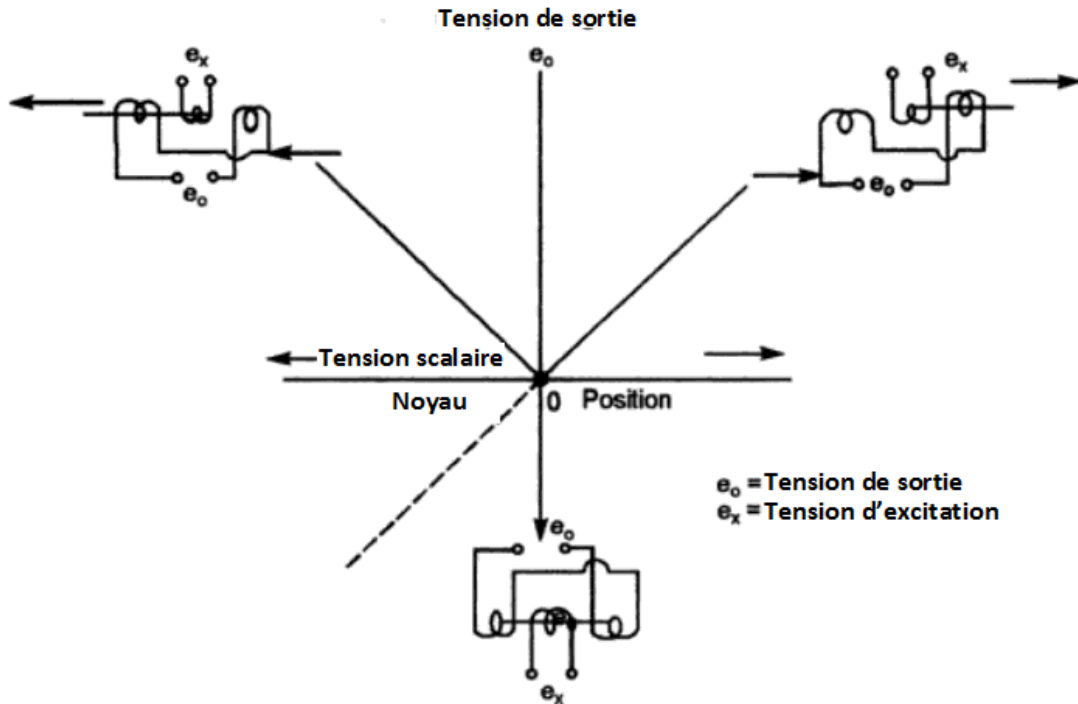 Tension de sortie
eₒ
eₓ
eₒ
eₓ
eₒ
Tension scalaire
Noyau
0 Position
eₒ = Tension de sortie
eₓ = Tension d'excitation
eₒ
eₓ